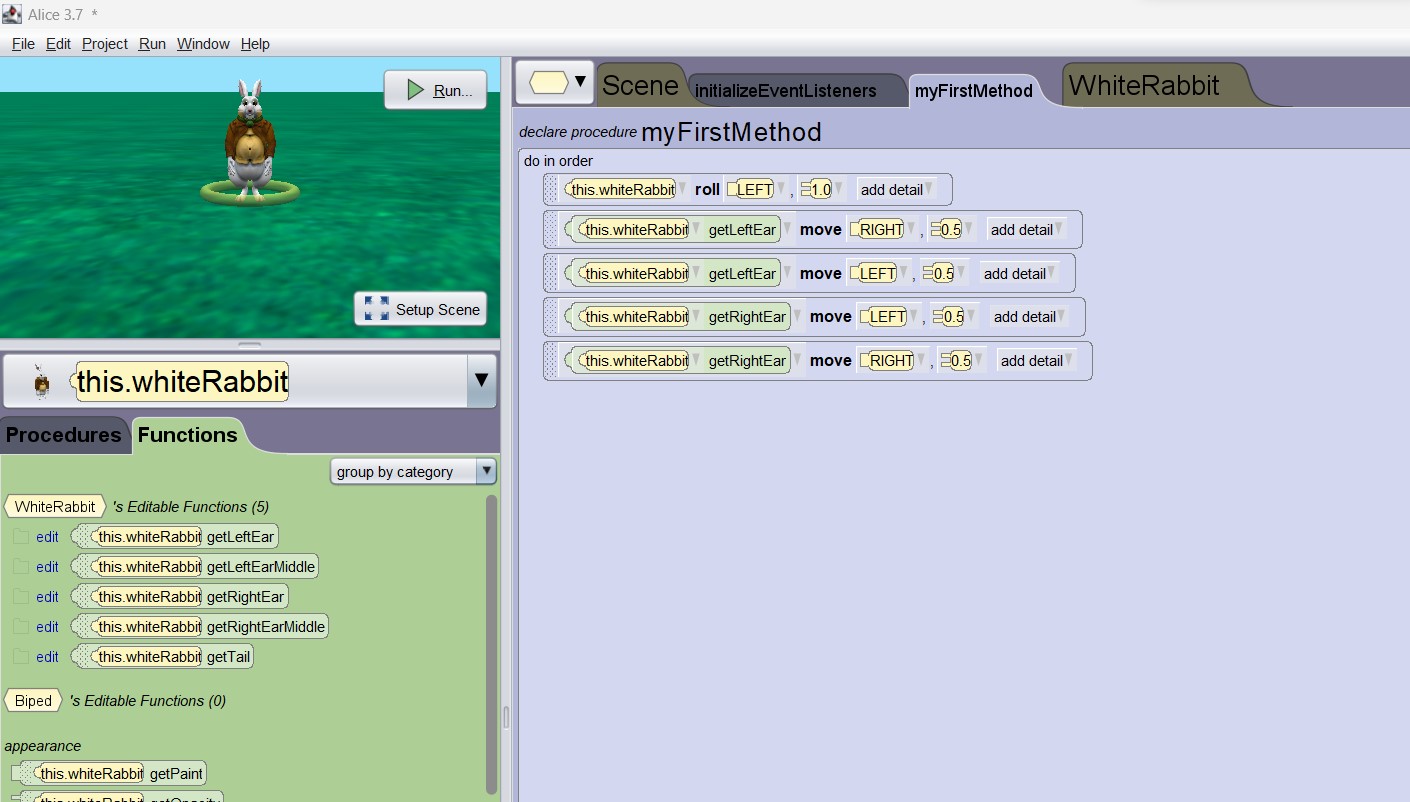 Alice 3.7 *
File Edit Project Run Window Help
Run...
Setup Scene
this.whiteRabbit
Procedures Functions
group by category
WhiteRabbit 's Editable Functions (5)
edit this.whiteRabbit getLeftEar
edit this.whiteRabbit getLeftEarMiddle
edit this.whiteRabbit getRightEar
edit this.whiteRabbit getRightEarMiddle
edit this.whiteRabbit getTail
Biped 's Editable Functions (0)
appearance
this.whiteRabbit getPaint
this.whiteRabbit getOpacity
Scene initializeEventListeners myFirstMethod WhiteRabbit
declare procedure myFirstMethod
do in order
this.whiteRabbit roll LEFT , 1.0 add detail
this.whiteRabbit getLeftEar move RIGHT , 0.5 add detail
this.whiteRabbit getLeftEar move LEFT , 0.5 add detail
this.whiteRabbit getRightEar move LEFT , 0.5 add detail
this.whiteRabbit getRightEar move RIGHT , 0.5 add detail